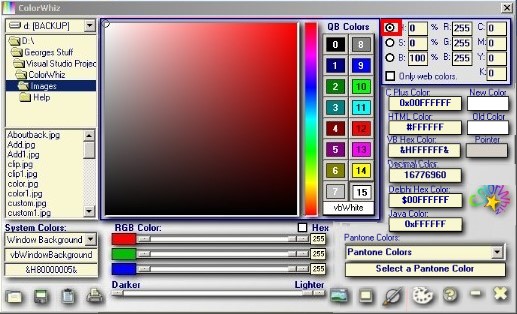 ColorWhiz
d: [BACKUP]
D:\
Georges Stuff
Visual Studio Projec
ColorWhiz
Images
Help
Aboutback.jpg
Add.jpg
Add1.jpg
clip.jpg
clip1.jpg
color.jpg
color1.jpg
custom.jpg
custom1.jpg
QB Colors
0 8
1 9
2 10
3 11
4 12
5 13
6 14
7 15
vbWhite
0 % R: 255 C: 0
S: 0 % G: 255 M: 0
B: 100 % B: 255 Y: 0
Only web colors. K: 0
C Plus Color: New Color:
0x00FFFFFF
HTML Color: Old Color:
#FFFFFF
VB Hex Color: Pointer
&HFFFFFF&
Decimal Color:
16776960
Delphi Hex Color:
$00FFFFFF
Java Color:
0xFFFFFF
System Colors:
Window Background
vbWindowBackground
&H80000005&
RGB Color: Hex
255
255
255
Darker Lighter
Pantone Colors:
Pantone Colors
Select a Pantone Color